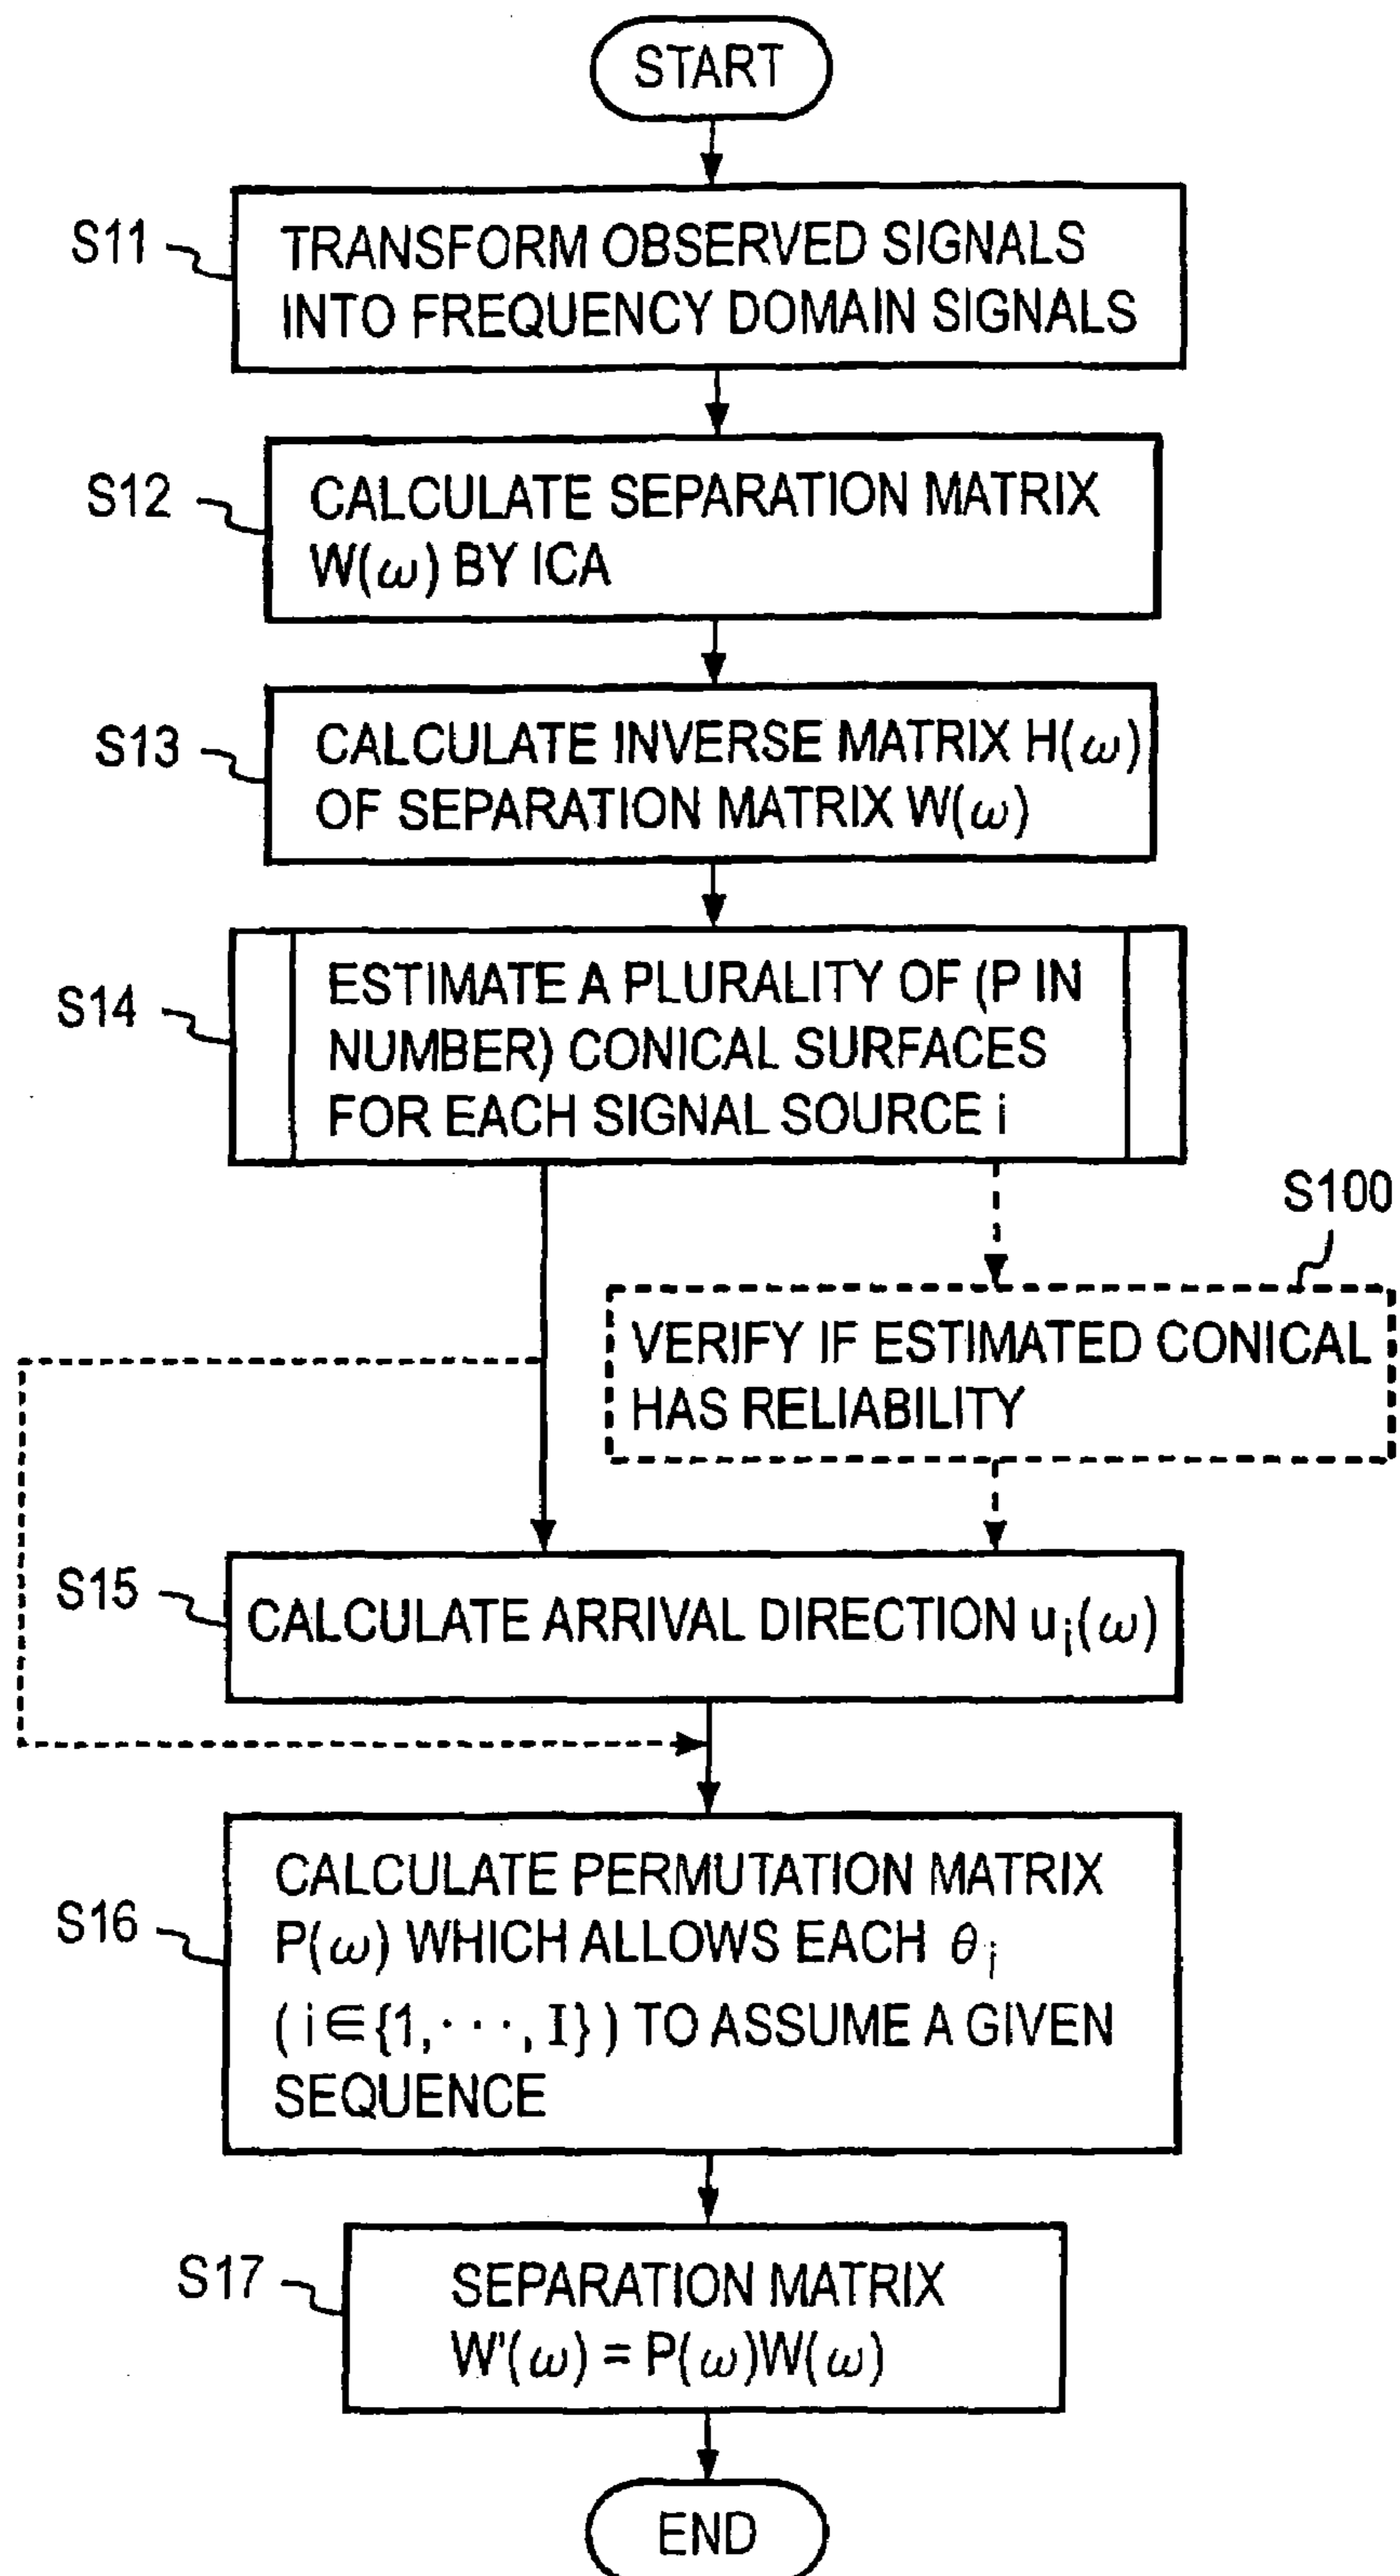 START
S11
TRANSFORM OBSERVED SIGNALS
INTO FREQUENCY DOMAIN SIGNALS
S12
CALCULATE SEPARATION MATRIX
W(ω) BY ICA
S13
CALCULATE INVERSE MATRIX H(ω)
OF SEPARATION MATRIX W(ω)
S14
ESTIMATE A PLURALITY OF (P IN
NUMBER) CONICAL SURFACES
FOR EACH SIGNAL SOURCE i
S100
VERIFY IF ESTIMATED CONICAL
HAS RELIABILITY
S15
CALCULATE ARRIVAL DIRECTION uᵢ(ω)
S16
CALCULATE PERMUTATION MATRIX
P(ω) WHICH ALLOWS EACH θᵢ
( i∈{1,···, I} ) TO ASSUME A GIVEN
SEQUENCE
S17
SEPARATION MATRIX
W'(ω) = P(ω)W(ω)
END